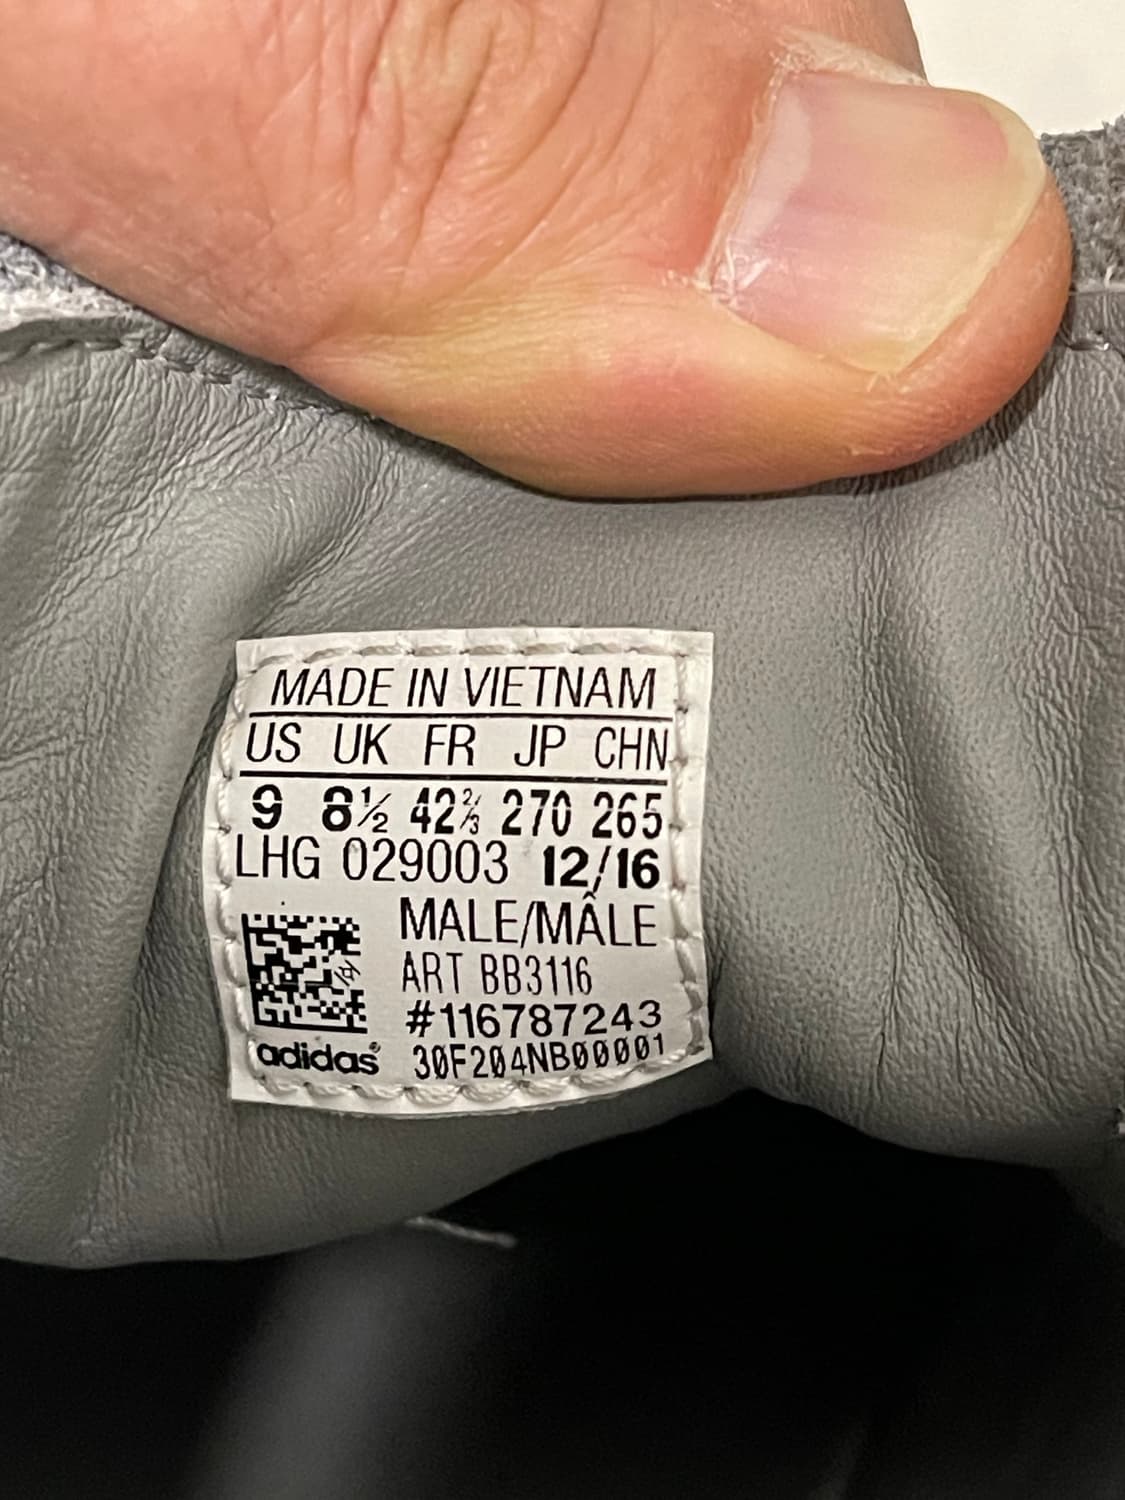 MADE IN VIETNAM
US UK FR JP CHN
9 8½ 42⅔ 270 265
LHG 029003 12/16
MALE/MÂLE
ART BB3116
#116787243
adidas® 30F204NB00001